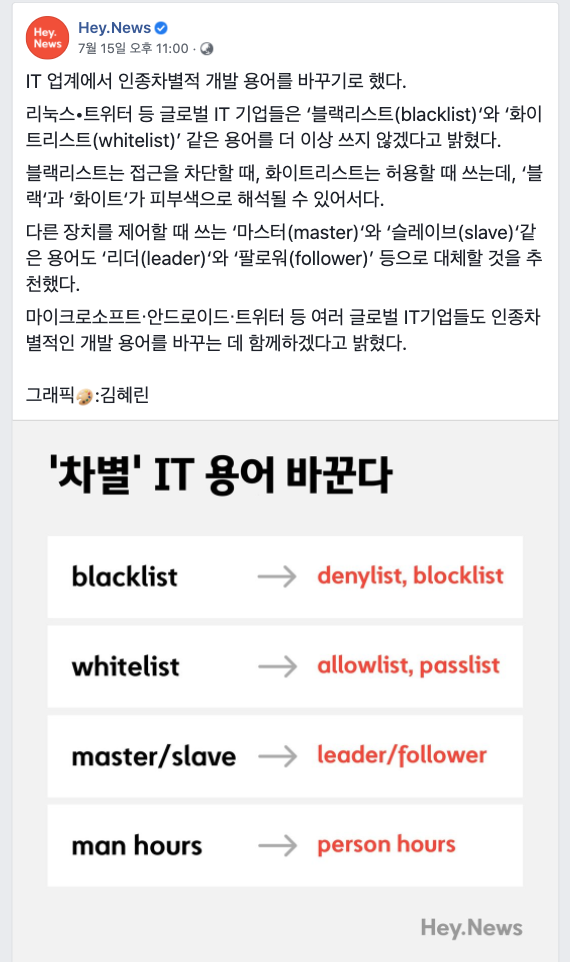 Hey.
News
Hey.News
7월 15일 오후 11:00 ·
IT 업계에서 인종차별적 개발 용어를 바꾸기로 했다.
리눅스•트위터 등 글로벌 IT 기업들은 ‘블랙리스트(blacklist)‘와 ‘화이
트리스트(whitelist)’ 같은 용어를 더 이상 쓰지 않겠다고 밝혔다.
블랙리스트는 접근을 차단할 때, 화이트리스트는 허용할 때 쓰는데, ‘블
랙‘과 ‘화이트‘가 피부색으로 해석될 수 있어서다.
다른 장치를 제어할 때 쓰는 ‘마스터(master)‘와 ‘슬레이브(slave)‘같
은 용어도 ‘리더(leader)‘와 ‘팔로워(follower)’ 등으로 대체할 것을 추
천했다.
마이크로소프트·안드로이드·트위터 등 여러 글로벌 IT기업들도 인종차
별적인 개발 용어를 바꾸는 데 함께하겠다고 밝혔다.
그래픽🎨:김혜린
'차별' IT 용어 바꾼다
blacklist → denylist, blocklist
whitelist → allowlist, passlist
master/slave → leader/follower
man hours → person hours
Hey.News